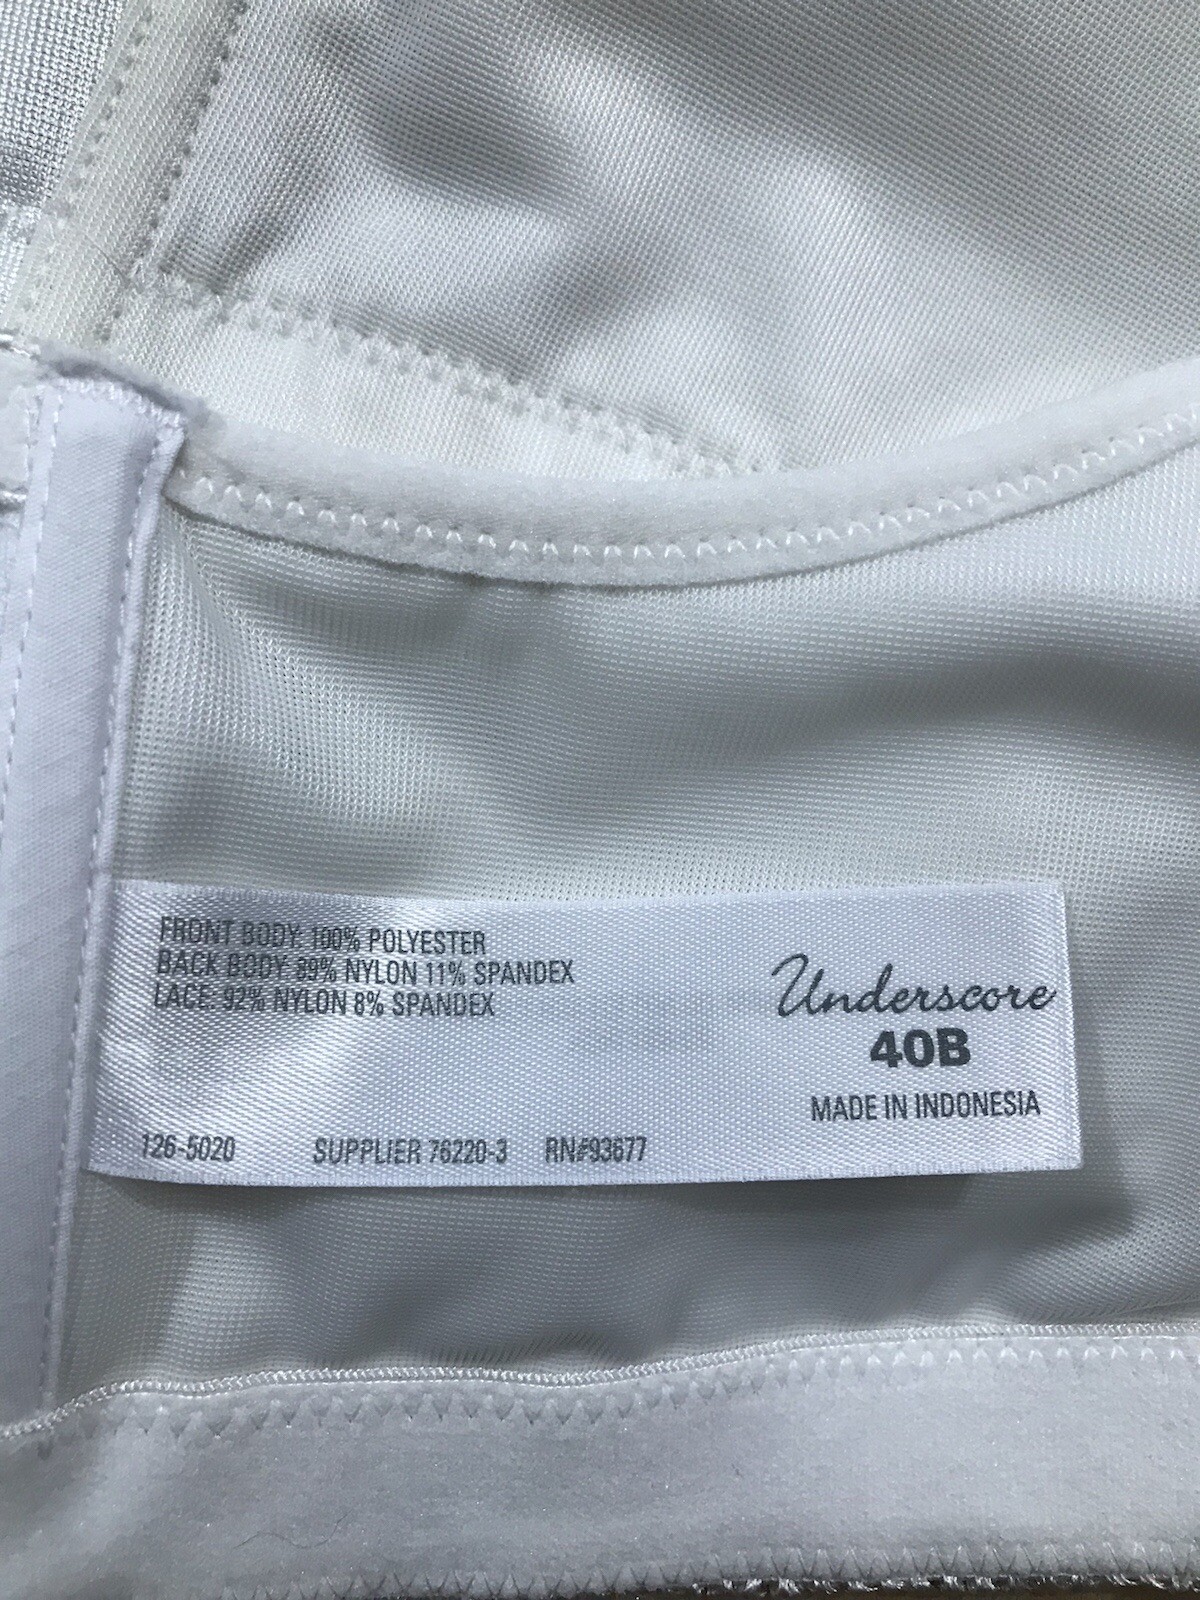 FRONT BODY: 100% POLYESTER
BACK BODY: 89% NYLON 11% SPANDEX
LACE: 92% NYLON 8% SPANDEX
Underscore
40B
MADE IN INDONESIA
126-5020 SUPPLIER 76220-3 RN#93677